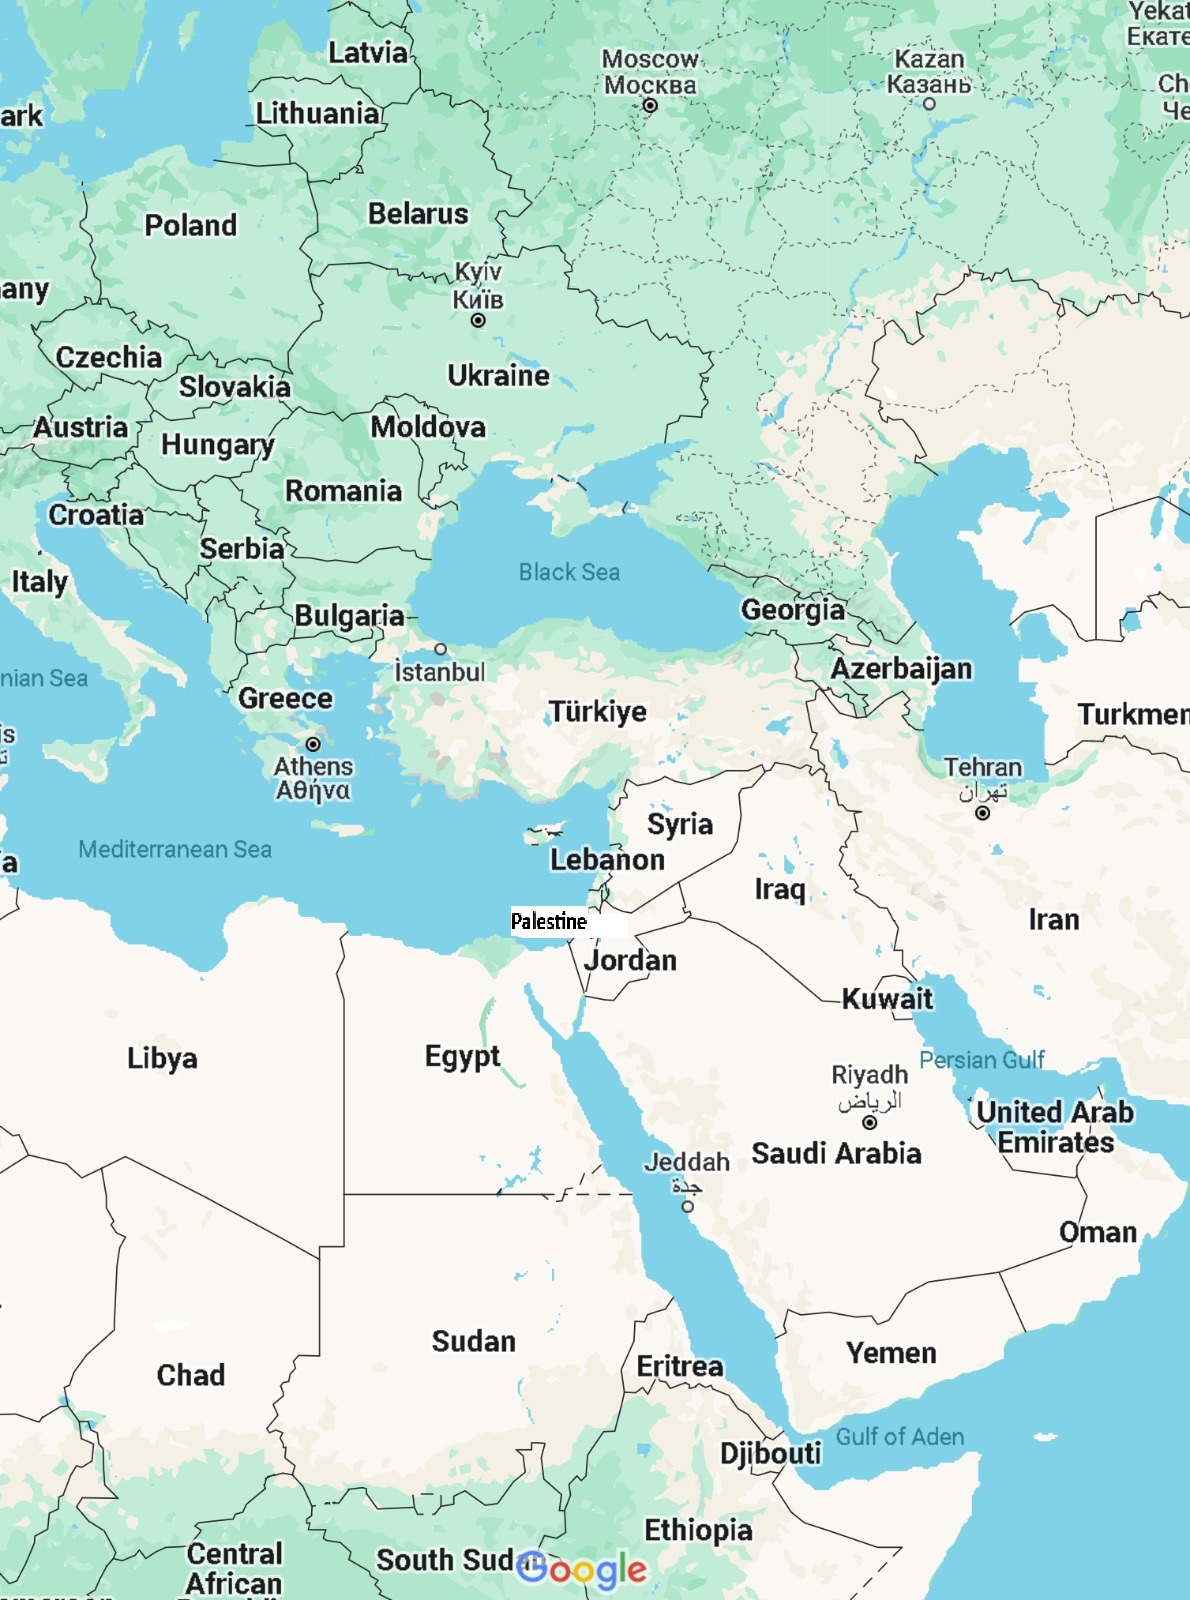 Yekat
Екате
Latvia
Moscow
Москва
Kazan
Казань
Ch
Че
ark
Lithuania
Poland
Belarus
Kyiv
Київ
any
Czechia
Ukraine
Slovakia
Austria
Moldova
Hungary
Romania
Croatia
Serbia
Black Sea
Italy
Georgia
Bulgaria
İstanbul
Azerbaijan
nian Sea
Greece
Türkiye
Turkmen
is
Athens
Αθήνα
Tehran
تهران
Syria
Mediterranean Sea
Lebanon
a
Iraq
Palestine
Iran
Jordan
Kuwait
Libya
Egypt
Persian Gulf
Riyadh
الرياض
United Arab
Emirates
Saudi Arabia
Jeddah
جدة
Oman
Sudan
Yemen
Eritrea
Chad
Gulf of Aden
Djibouti
Ethiopia
Central
African
South Suda
Google